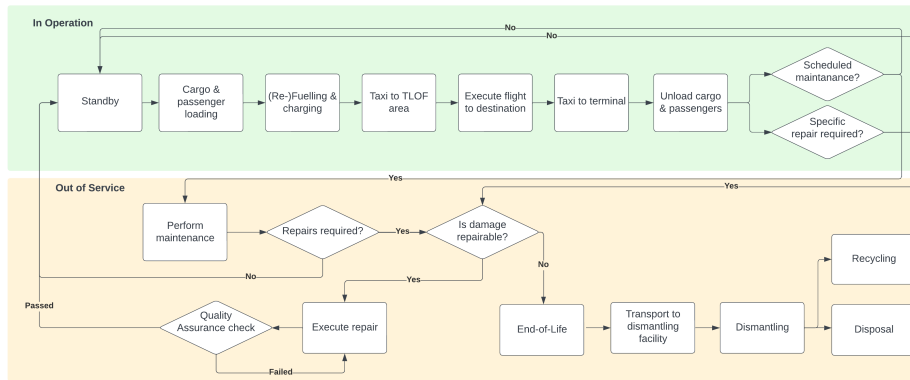 In Operation
No
No
Standby
Cargo &
passenger
loading
(Re-)Fuelling &
charging
Taxi to TLOF
area
Execute flight
to destination
Taxi to terminal
Unload cargo
& passengers
Scheduled
maintanance?
Specific
repair required?
Yes
Out of Service
Yes
Perform
maintenance
Repairs required?
Yes
Is damage
repairable?
No
Yes
No
Passed
Quality
Assurance check
Execute repair
Failed
End-of-Life
Transport to
dismantling
facility
Dismantling
Recycling
Disposal